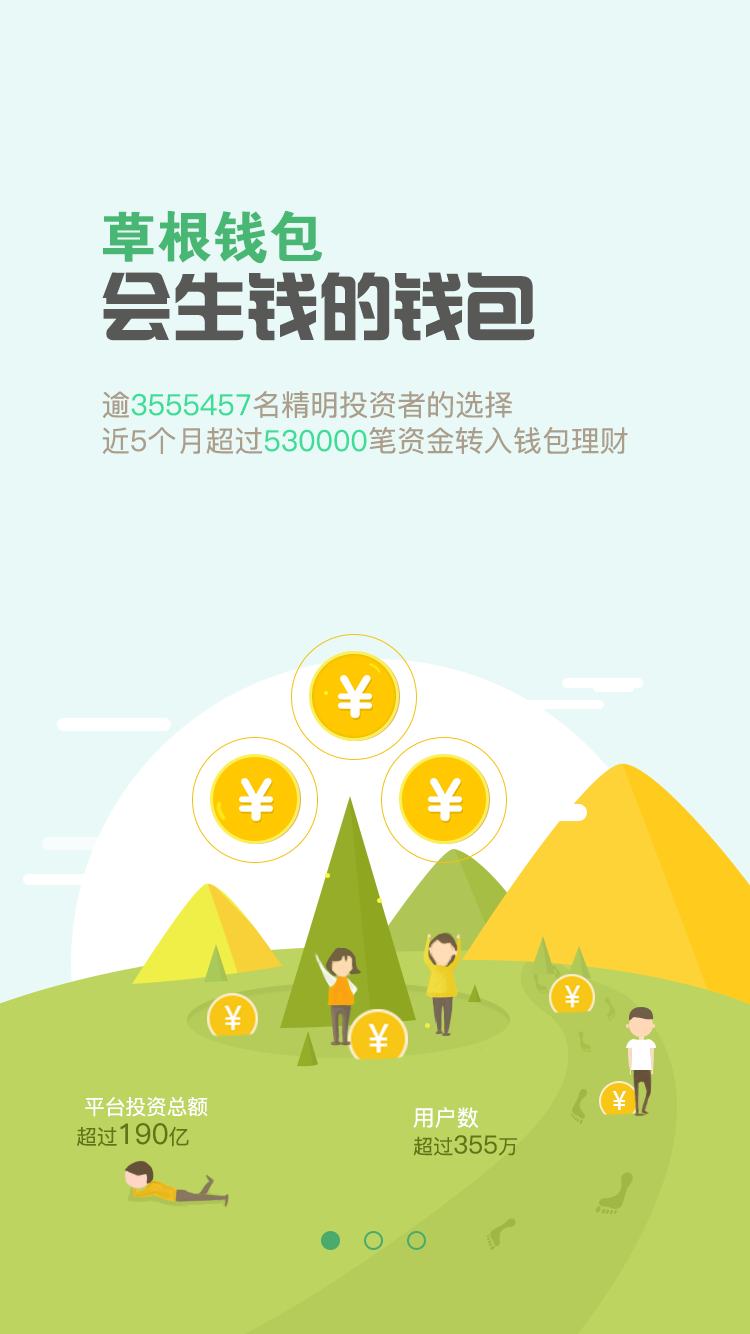 草根钱包
会生钱的钱包
逾3555457名精明投资者的选择
近5个月超过530000笔资金转入钱包理财
¥
¥
¥
¥
¥
¥
¥
平台投资总额
超过190亿
用户数
超过355万